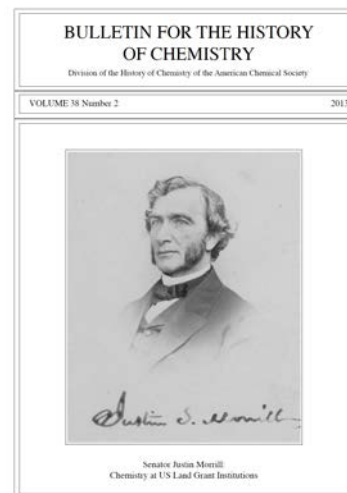 BULLETIN FOR THE HISTORY
OF CHEMISTRY
Division of the History of Chemistry of the American Chemical Society
VOLUME 38 Number 2 2013
Justin S. Morrill
Senator Justin Morrill:
Chemistry at US Land Grant Institutions